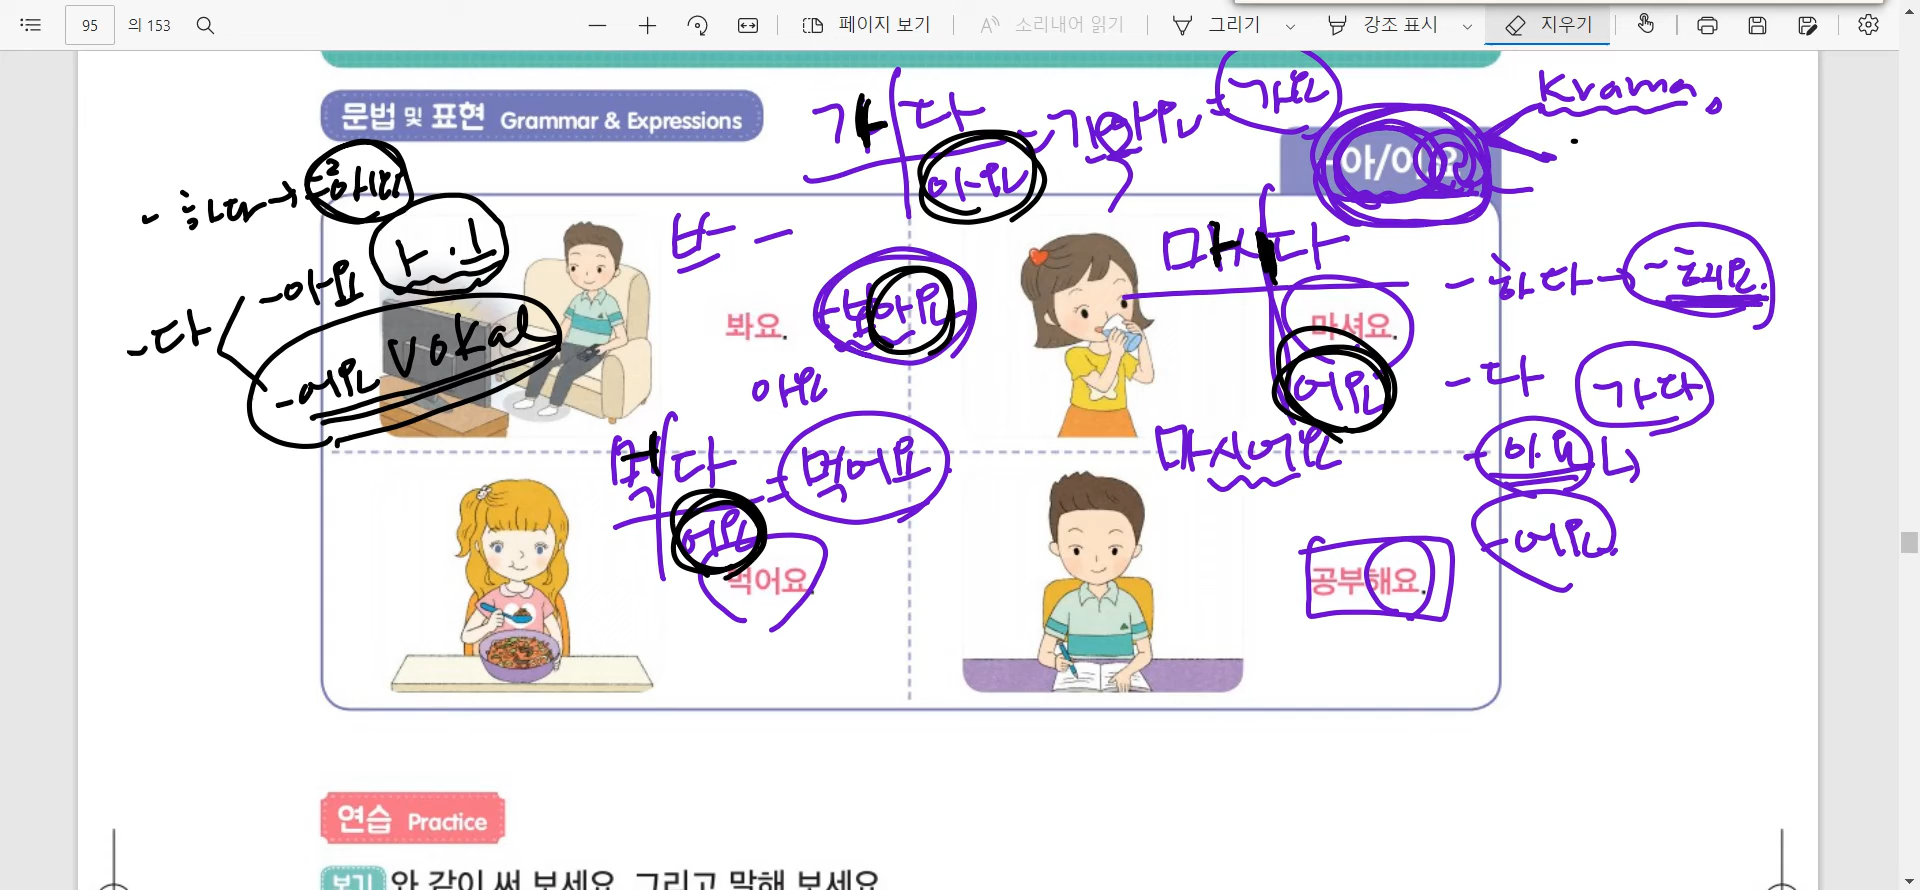 95 의 153 페이지 보기 소리내어 읽기 그리기 강조 표시 지우기
문법 및 표현 Grammar & Expressions
가 다
아요
가아요
가요
Krama
아/어요
-하다→
ㅏ.ㅗ
-다
-아요
-어요 Vokal
봐요.
보아요
아요
마시다
마셔요.
어요
마시어요
-하다 -해요.
-다
가다
-아요
-어요
먹다
어요
=먹어요
먹어요.
공부해요.
연습 Practice
보기 와 같이 써 보세요. 그리고 말해 보세요.